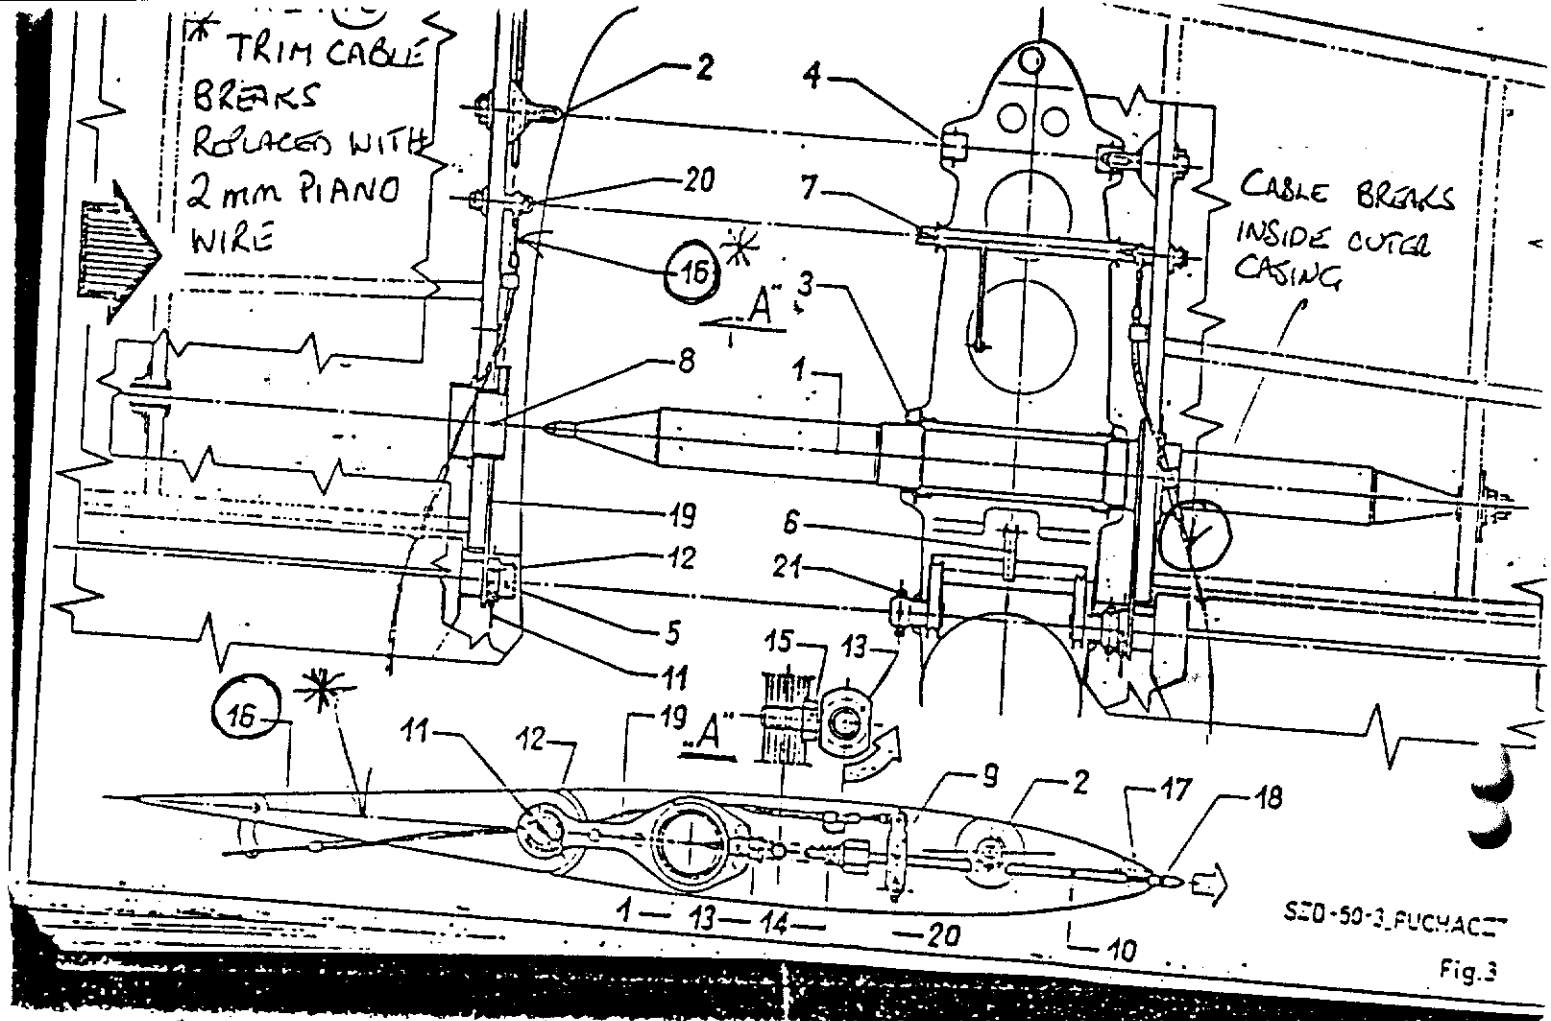 * TRIM CABLE
BREAKS
REPLACED WITH
2 mm PIANO
WIRE
2
4
20
7
16 *
CABLE BREAKS
INSIDE OUTER
CASING
"A"
3
8
1
19
6
12
21
5
15
13
11
16 *
11
12
19
"A"
9
2
17
18
1
13
14
20
10
SZD-50-3 PUCHACZ
Fig.3